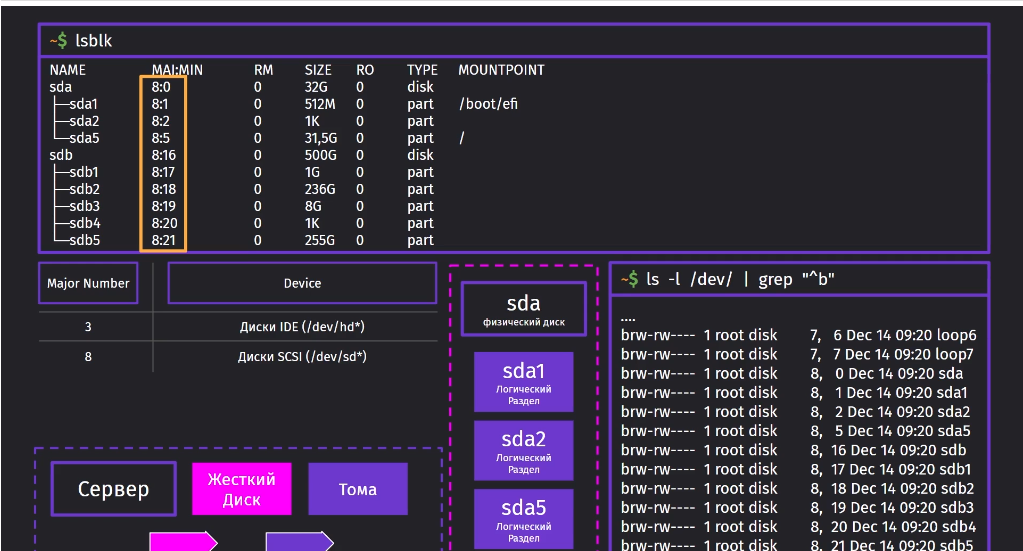 ~$ lsblk
NAME MAJ:MIN RM SIZE RO TYPE MOUNTPOINT
sda 8:0 0 32G 0 disk
├─sda1 8:1 0 512M 0 part /boot/efi
├─sda2 8:2 0 1K 0 part
└─sda5 8:5 0 31,5G 0 part /
sdb 8:16 0 500G 0 disk
├─sdb1 8:17 0 1G 0 part
├─sdb2 8:18 0 236G 0 part
├─sdb3 8:19 0 8G 0 part
├─sdb4 8:20 0 1K 0 part
└─sdb5 8:21 0 255G 0 part
Major Number Device
3 Диски IDE (/dev/hd*)
8 Диски SCSI (/dev/sd*)
Сервер
Жесткий
Диск
Тома
sda
физический диск
sda1
Логический
Раздел
sda2
Логический
Раздел
sda5
Логический
Раздел
~$ ls -l /dev/ | grep "^b"
....
brw-rw---- 1 root disk 7, 6 Dec 14 09:20 loop6
brw-rw---- 1 root disk 7, 7 Dec 14 09:20 loop7
brw-rw---- 1 root disk 8, 0 Dec 14 09:20 sda
brw-rw---- 1 root disk 8, 1 Dec 14 09:20 sda1
brw-rw---- 1 root disk 8, 2 Dec 14 09:20 sda2
brw-rw---- 1 root disk 8, 5 Dec 14 09:20 sda5
brw-rw---- 1 root disk 8, 16 Dec 14 09:20 sdb
brw-rw---- 1 root disk 8, 17 Dec 14 09:20 sdb1
brw-rw---- 1 root disk 8, 18 Dec 14 09:20 sdb2
brw-rw---- 1 root disk 8, 19 Dec 14 09:20 sdb3
brw-rw---- 1 root disk 8, 20 Dec 14 09:20 sdb4
brw-rw---- 1 root disk 8, 21 Dec 14 09:20 sdb5